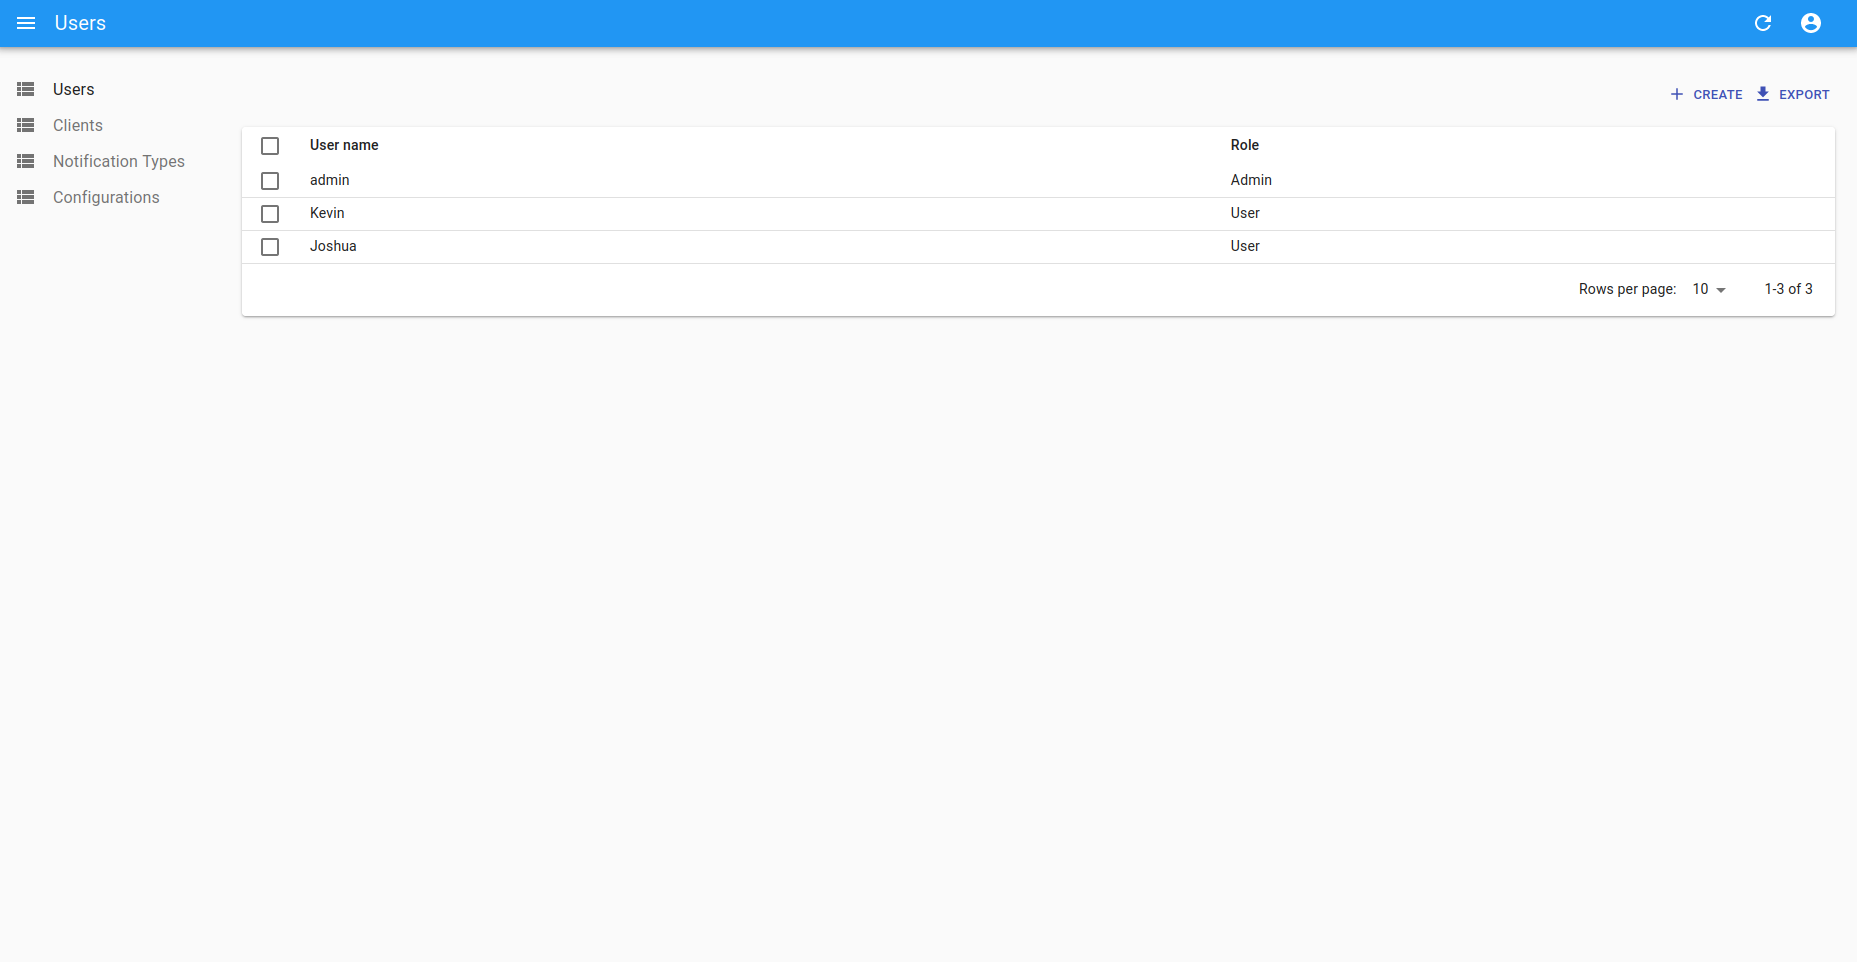 Users
Users
Clients
Notification Types
Configurations
CREATE EXPORT
User name Role
admin Admin
Kevin User
Joshua User
Rows per page: 10 1-3 of 3